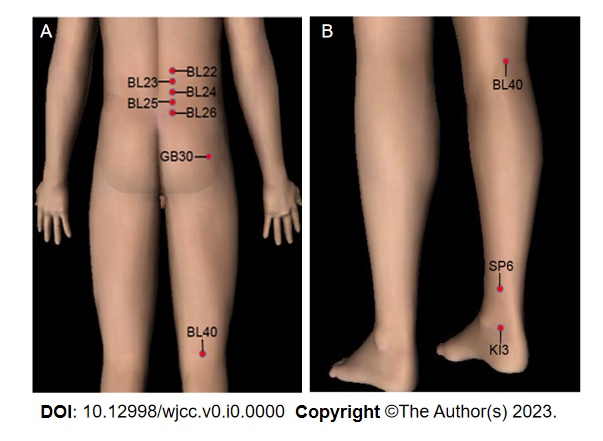 A
BL22
BL23
BL24
BL25
BL26
GB30
BL40
B
BL40
SP6
KI3
DOI: 10.12998/wjcc.v0.i0.0000 Copyright ©The Author(s) 2023.